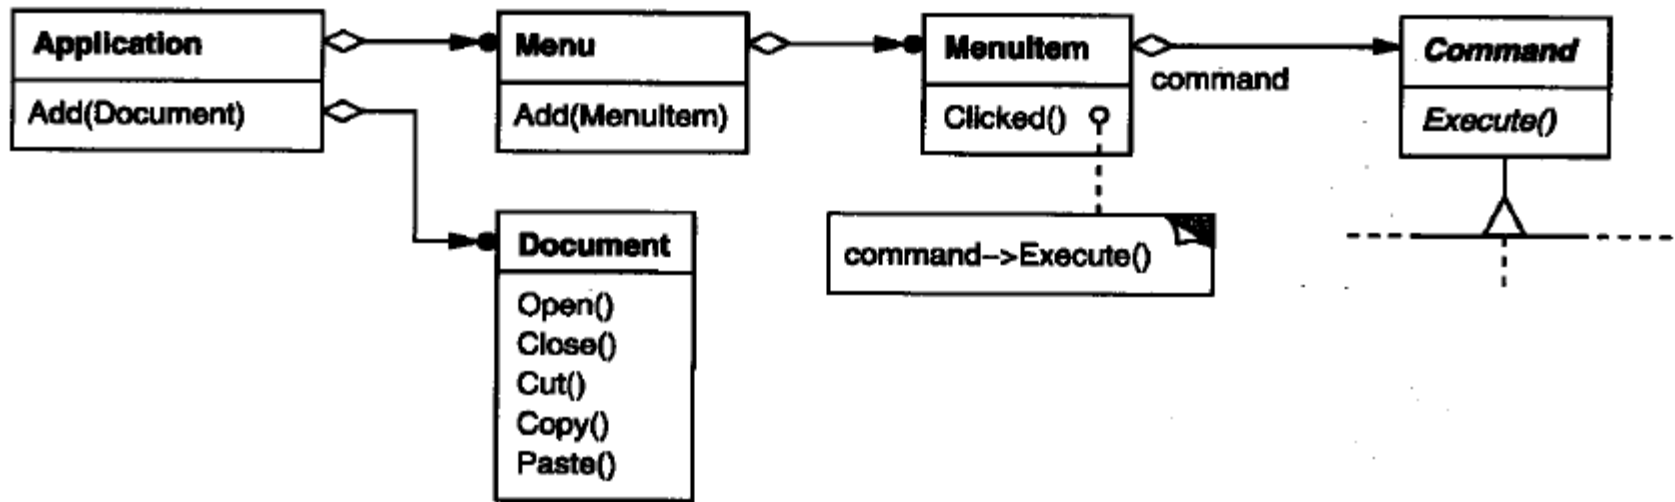 Application
Add(Document)
Menu
Add(MenuItem)
MenuItem
Clicked()
command
Command
Execute()
command->Execute()
Document
Open()
Close()
Cut()
Copy()
Paste()